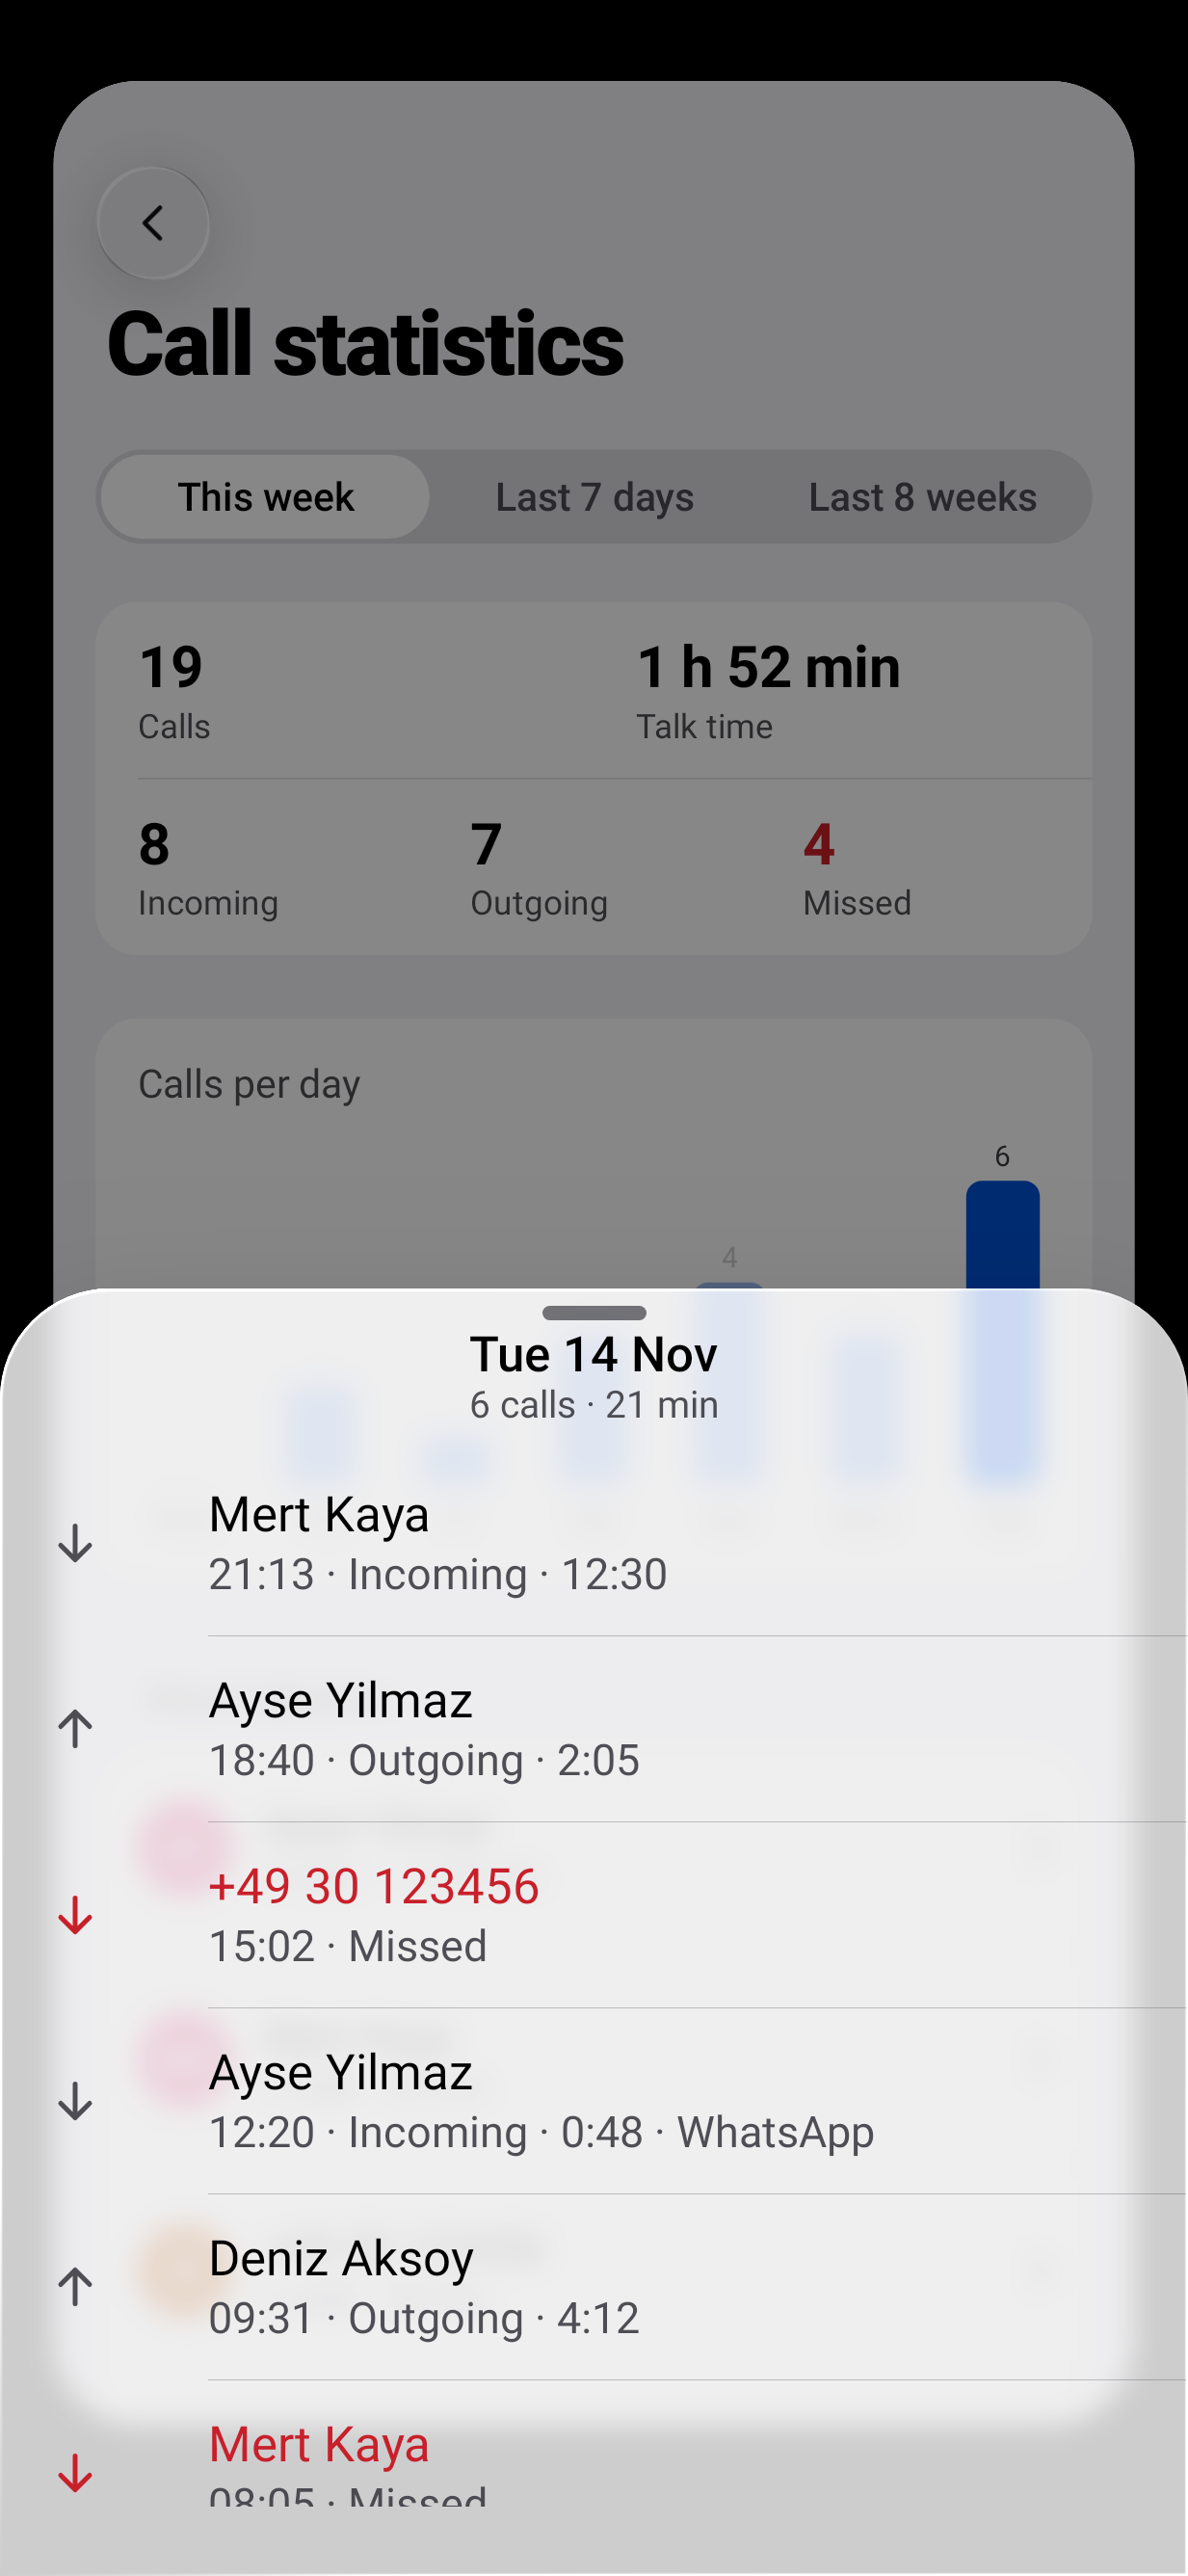 Call statistics
This week
Last 7 days
Last 8 weeks
19
1 h 52 min
Calls
Talk time
8
7
4
Incoming
Outgoing
Missed
Calls per day
6
4
Tue 14 Nov
6 calls · 21 min
Mert Kaya
21:13 · Incoming · 12:30
Ayse Yilmaz
18:40 · Outgoing · 2:05
+49 30 123456
15:02 · Missed
Ayse Yilmaz
12:20 · Incoming · 0:48 · WhatsApp
Deniz Aksoy
09:31 · Outgoing · 4:12
Mert Kaya
08:05 · Missed